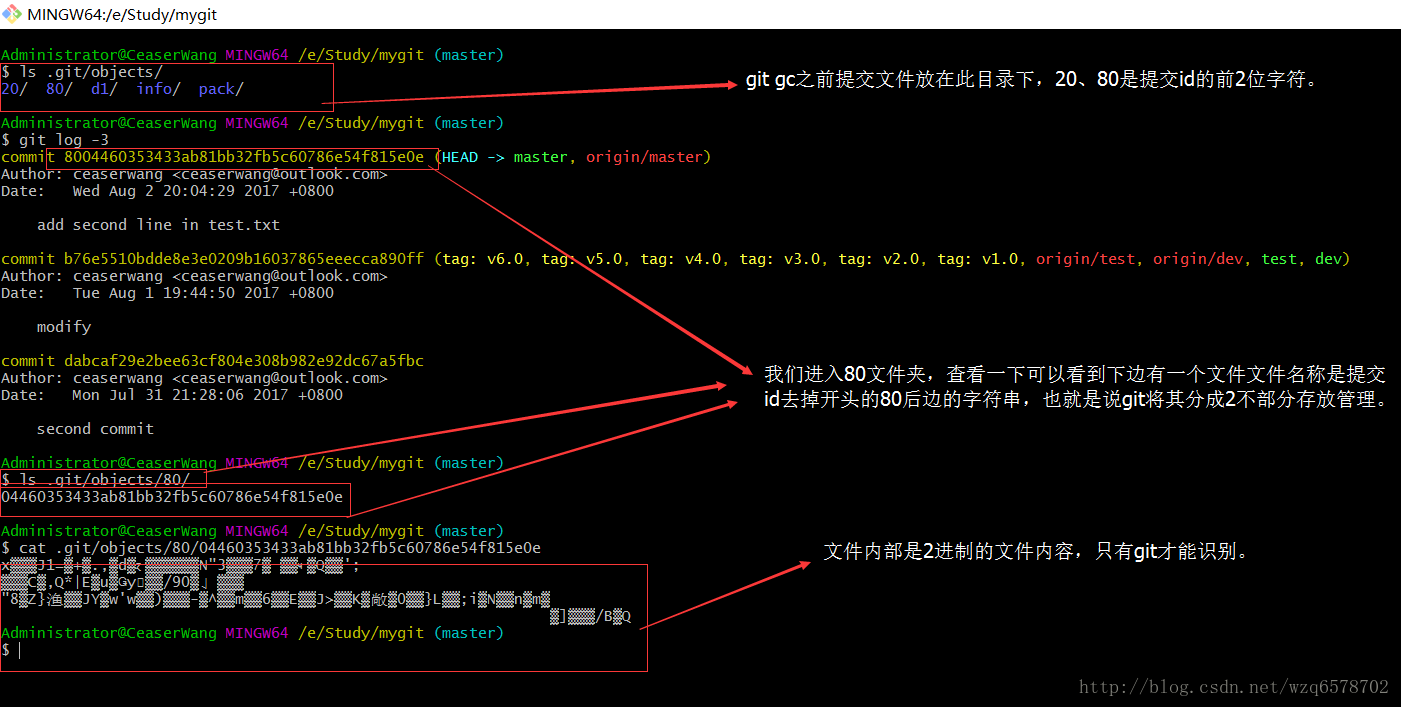 MINGW64:/e/Study/mygit
Administrator@CeaserWang MINGW64 /e/Study/mygit (master)
$ ls .git/objects/
20/ 80/ d1/ info/ pack/
git gc之前提交文件放在此目录下，20、80是提交id的前2位字符。
Administrator@CeaserWang MINGW64 /e/Study/mygit (master)
$ git log -3
commit 8004460353433ab81bb32fb5c60786e54f815e0e (HEAD -> master, origin/master)
Author: ceaserwang <ceaserwang@outlook.com>
Date: Wed Aug 2 20:04:29 2017 +0800
add second line in test.txt
commit b76e5510bdde8e3e0209b16037865eeecca890ff (tag: v6.0, tag: v5.0, tag: v4.0, tag: v3.0, tag: v2.0, tag: v1.0, origin/test, origin/dev, test, dev)
Author: ceaserwang <ceaserwang@outlook.com>
Date: Tue Aug 1 19:44:50 2017 +0800
modify
commit dabcaf29e2bee63cf804e308b982e92dc67a5fbc
Author: ceaserwang <ceaserwang@outlook.com>
Date: Mon Jul 31 21:28:06 2017 +0800
second commit
我们进入80文件夹，查看一下可以看到下边有一个文件文件名称是提交
id去掉开头的80后边的字符串，也就是说git将其分成2不部分存放管理。
Administrator@CeaserWang MINGW64 /e/Study/mygit (master)
$ ls .git/objects/80/
04460353433ab81bb32fb5c60786e54f815e0e
Administrator@CeaserWang MINGW64 /e/Study/mygit (master)
$ cat .git/objects/80/04460353433ab81bb32fb5c60786e54f815e0e
文件内部是2进制的文件内容，只有git才能识别。
Administrator@CeaserWang MINGW64 /e/Study/mygit (master)
$
http://blog.csdn.net/wzq6578702